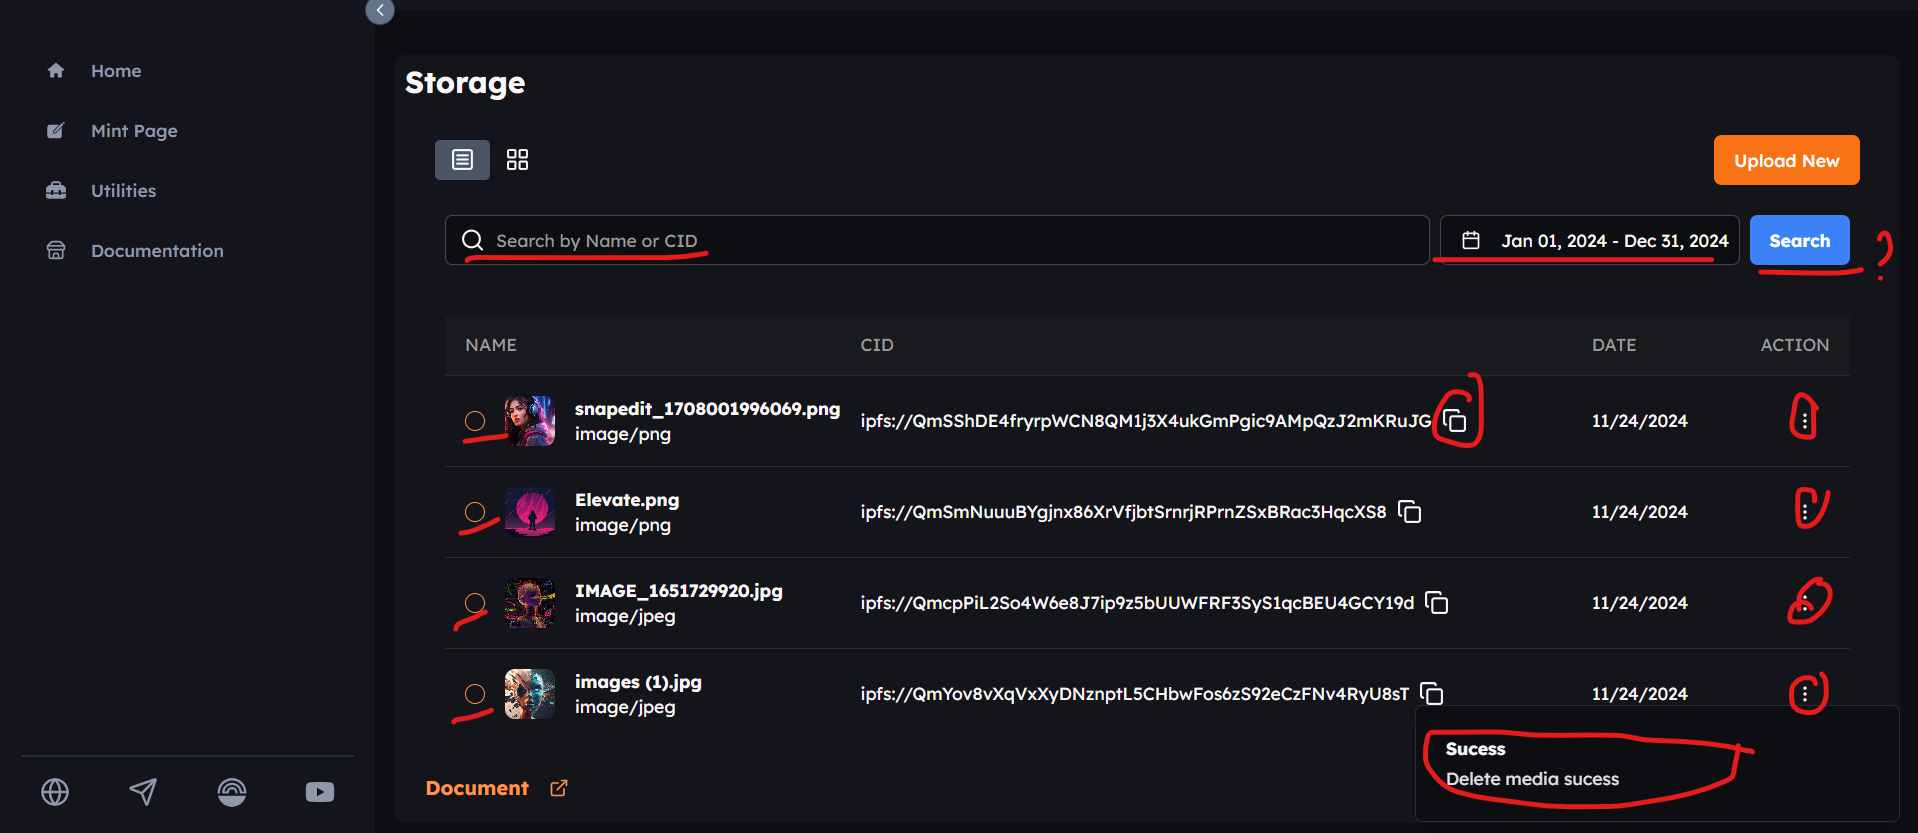 Home
Mint Page
Utilities
Documentation
Storage
Upload New
Search by Name or CID
Jan 01, 2024 - Dec 31, 2024
Search
?
NAME CID DATE ACTION
snapedit_1708001996069.png
image/png
ipfs://QmSShDE4fryrpWCN8QM1j3X4ukGmPgic9AMpQzJ2mKRuJG
11/24/2024
Elevate.png
image/png
ipfs://QmSmNuuuBYgjnx86XrVfjbtSrnrjRPrnZSxBRac3HqcXS8
11/24/2024
IMAGE_1651729920.jpg
image/jpeg
ipfs://QmcpPiL2So4W6e8J7ip9z5bUUWFRF3SyS1qcBEU4GCY19d
11/24/2024
images (1).jpg
image/jpeg
ipfs://QmYov8vXqVxXyDNznptL5CHbwFos6zS92eCzFNv4RyU8sT
11/24/2024
Sucess
Delete media sucess
Document